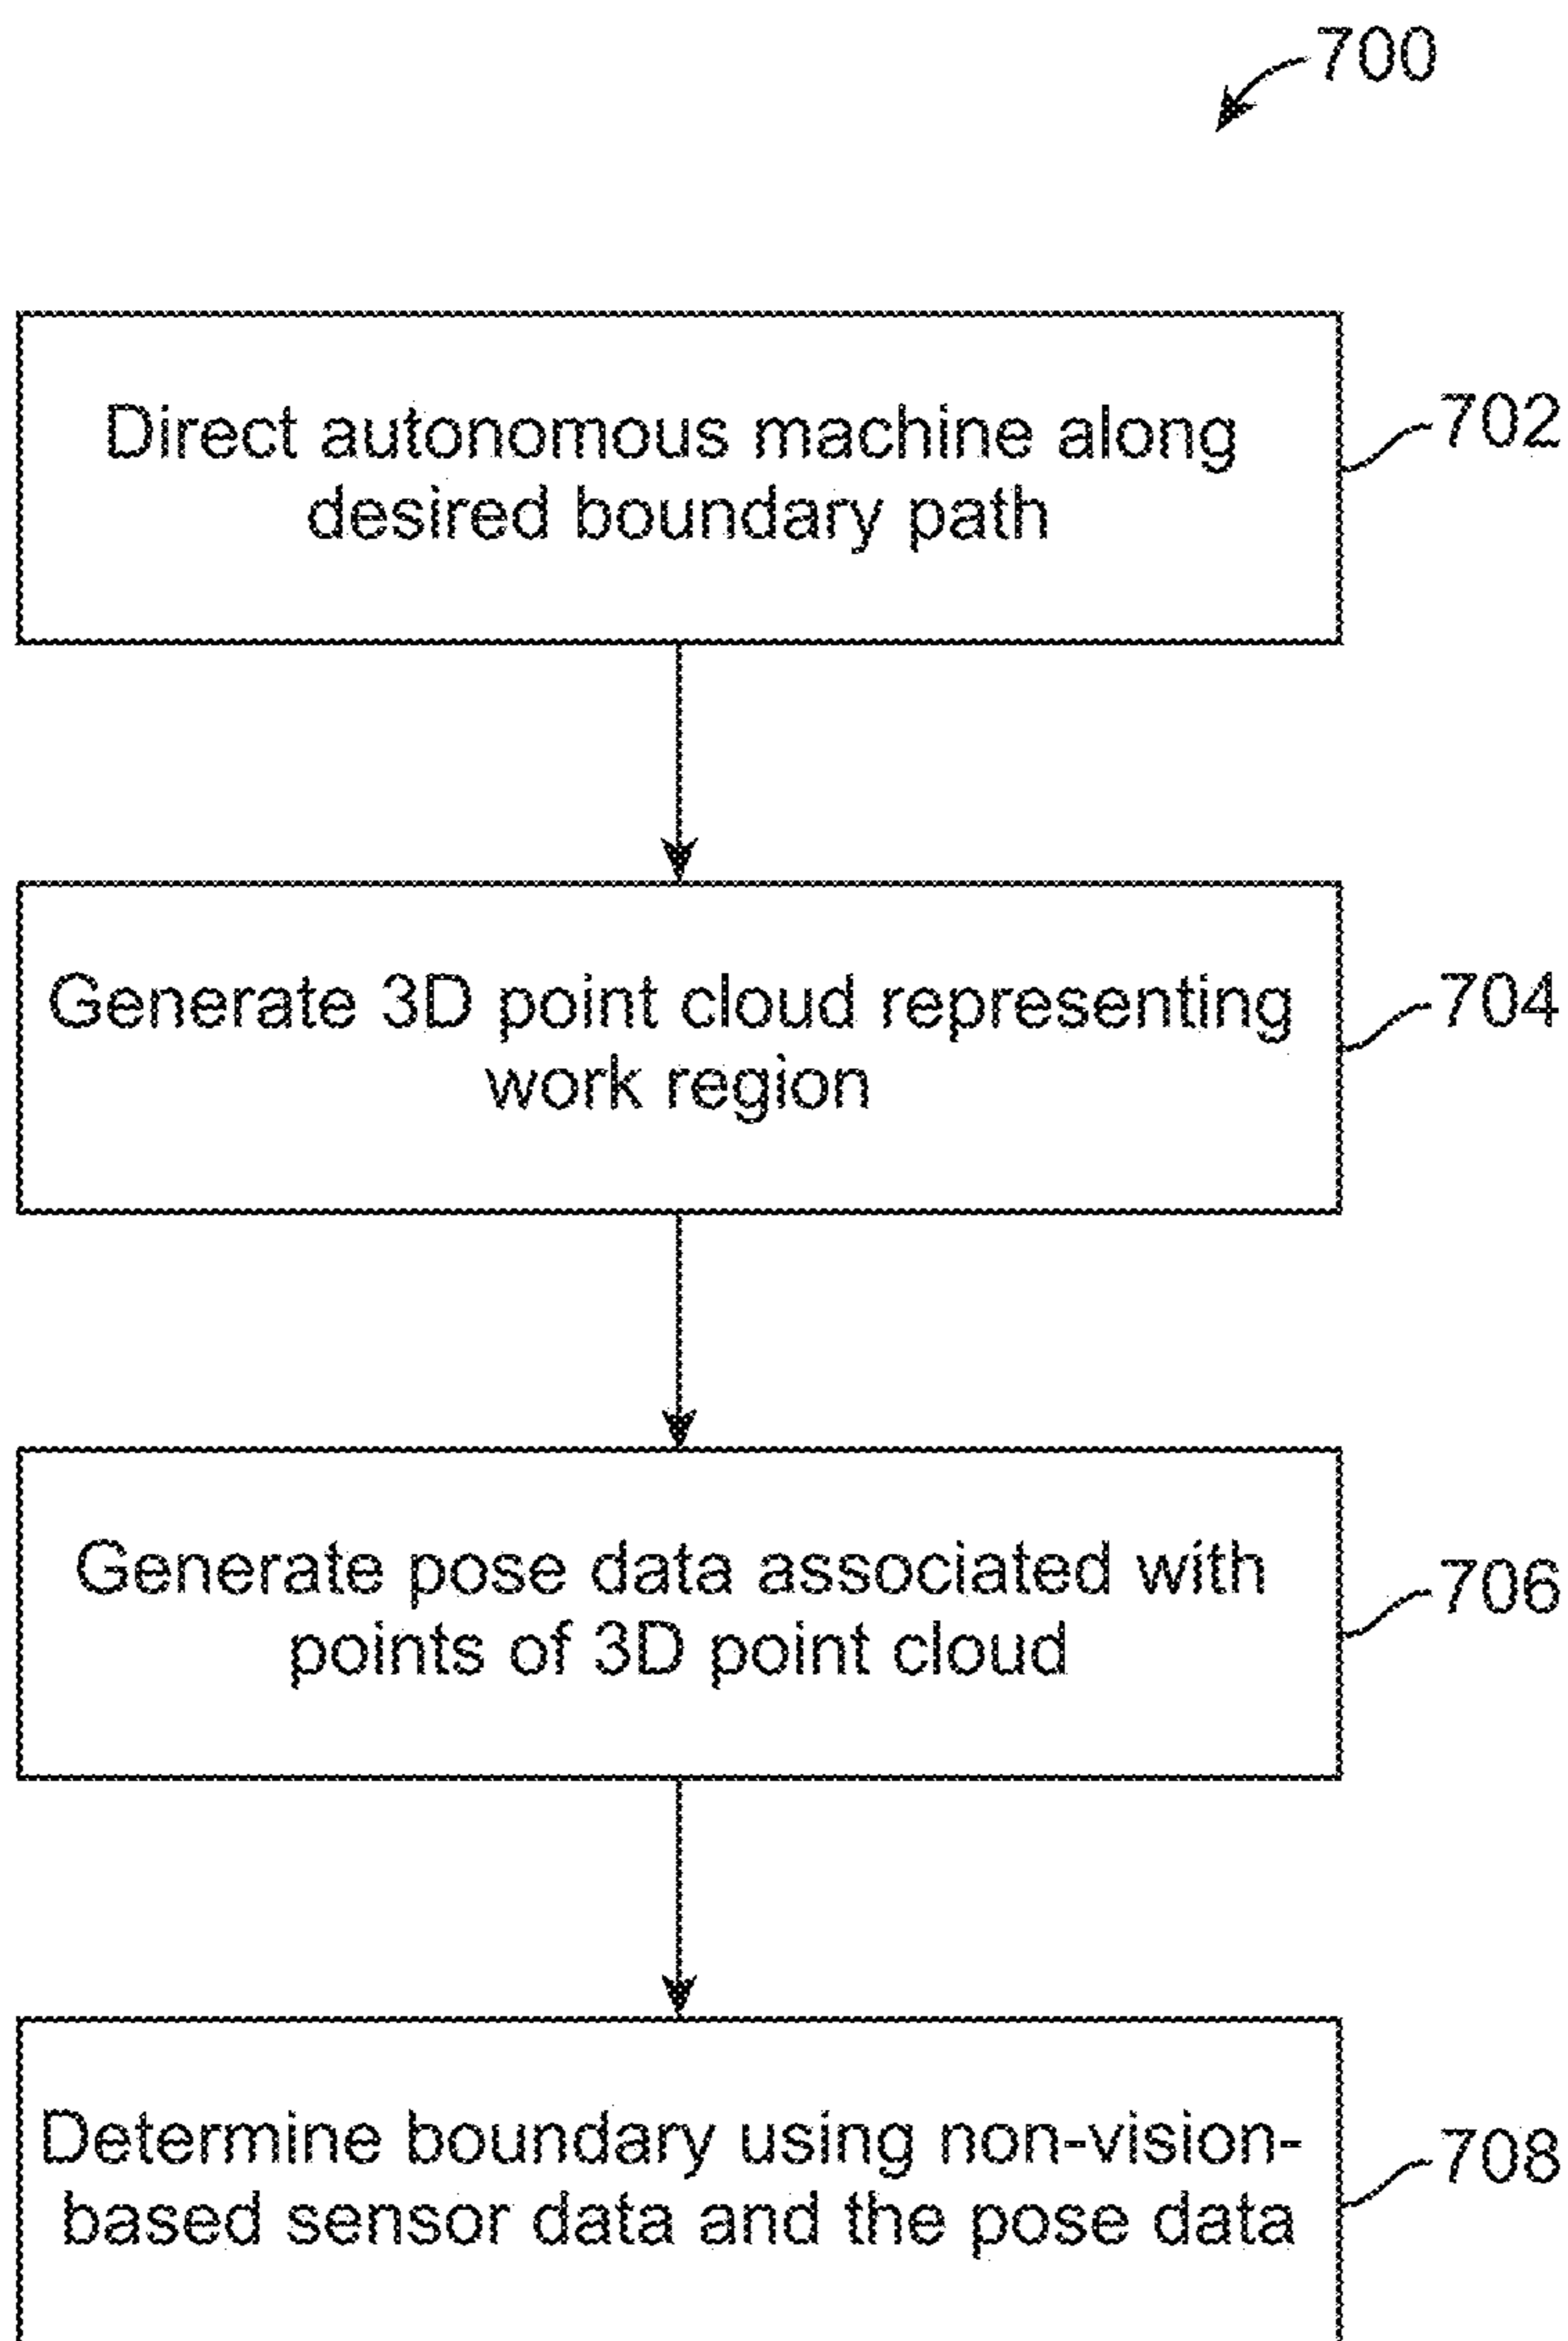 700
Direct autonomous machine along
desired boundary path
702
Generate 3D point cloud representing
work region
704
Generate pose data associated with
points of 3D point cloud
706
Determine boundary using non-vision-
based sensor data and the pose data
708